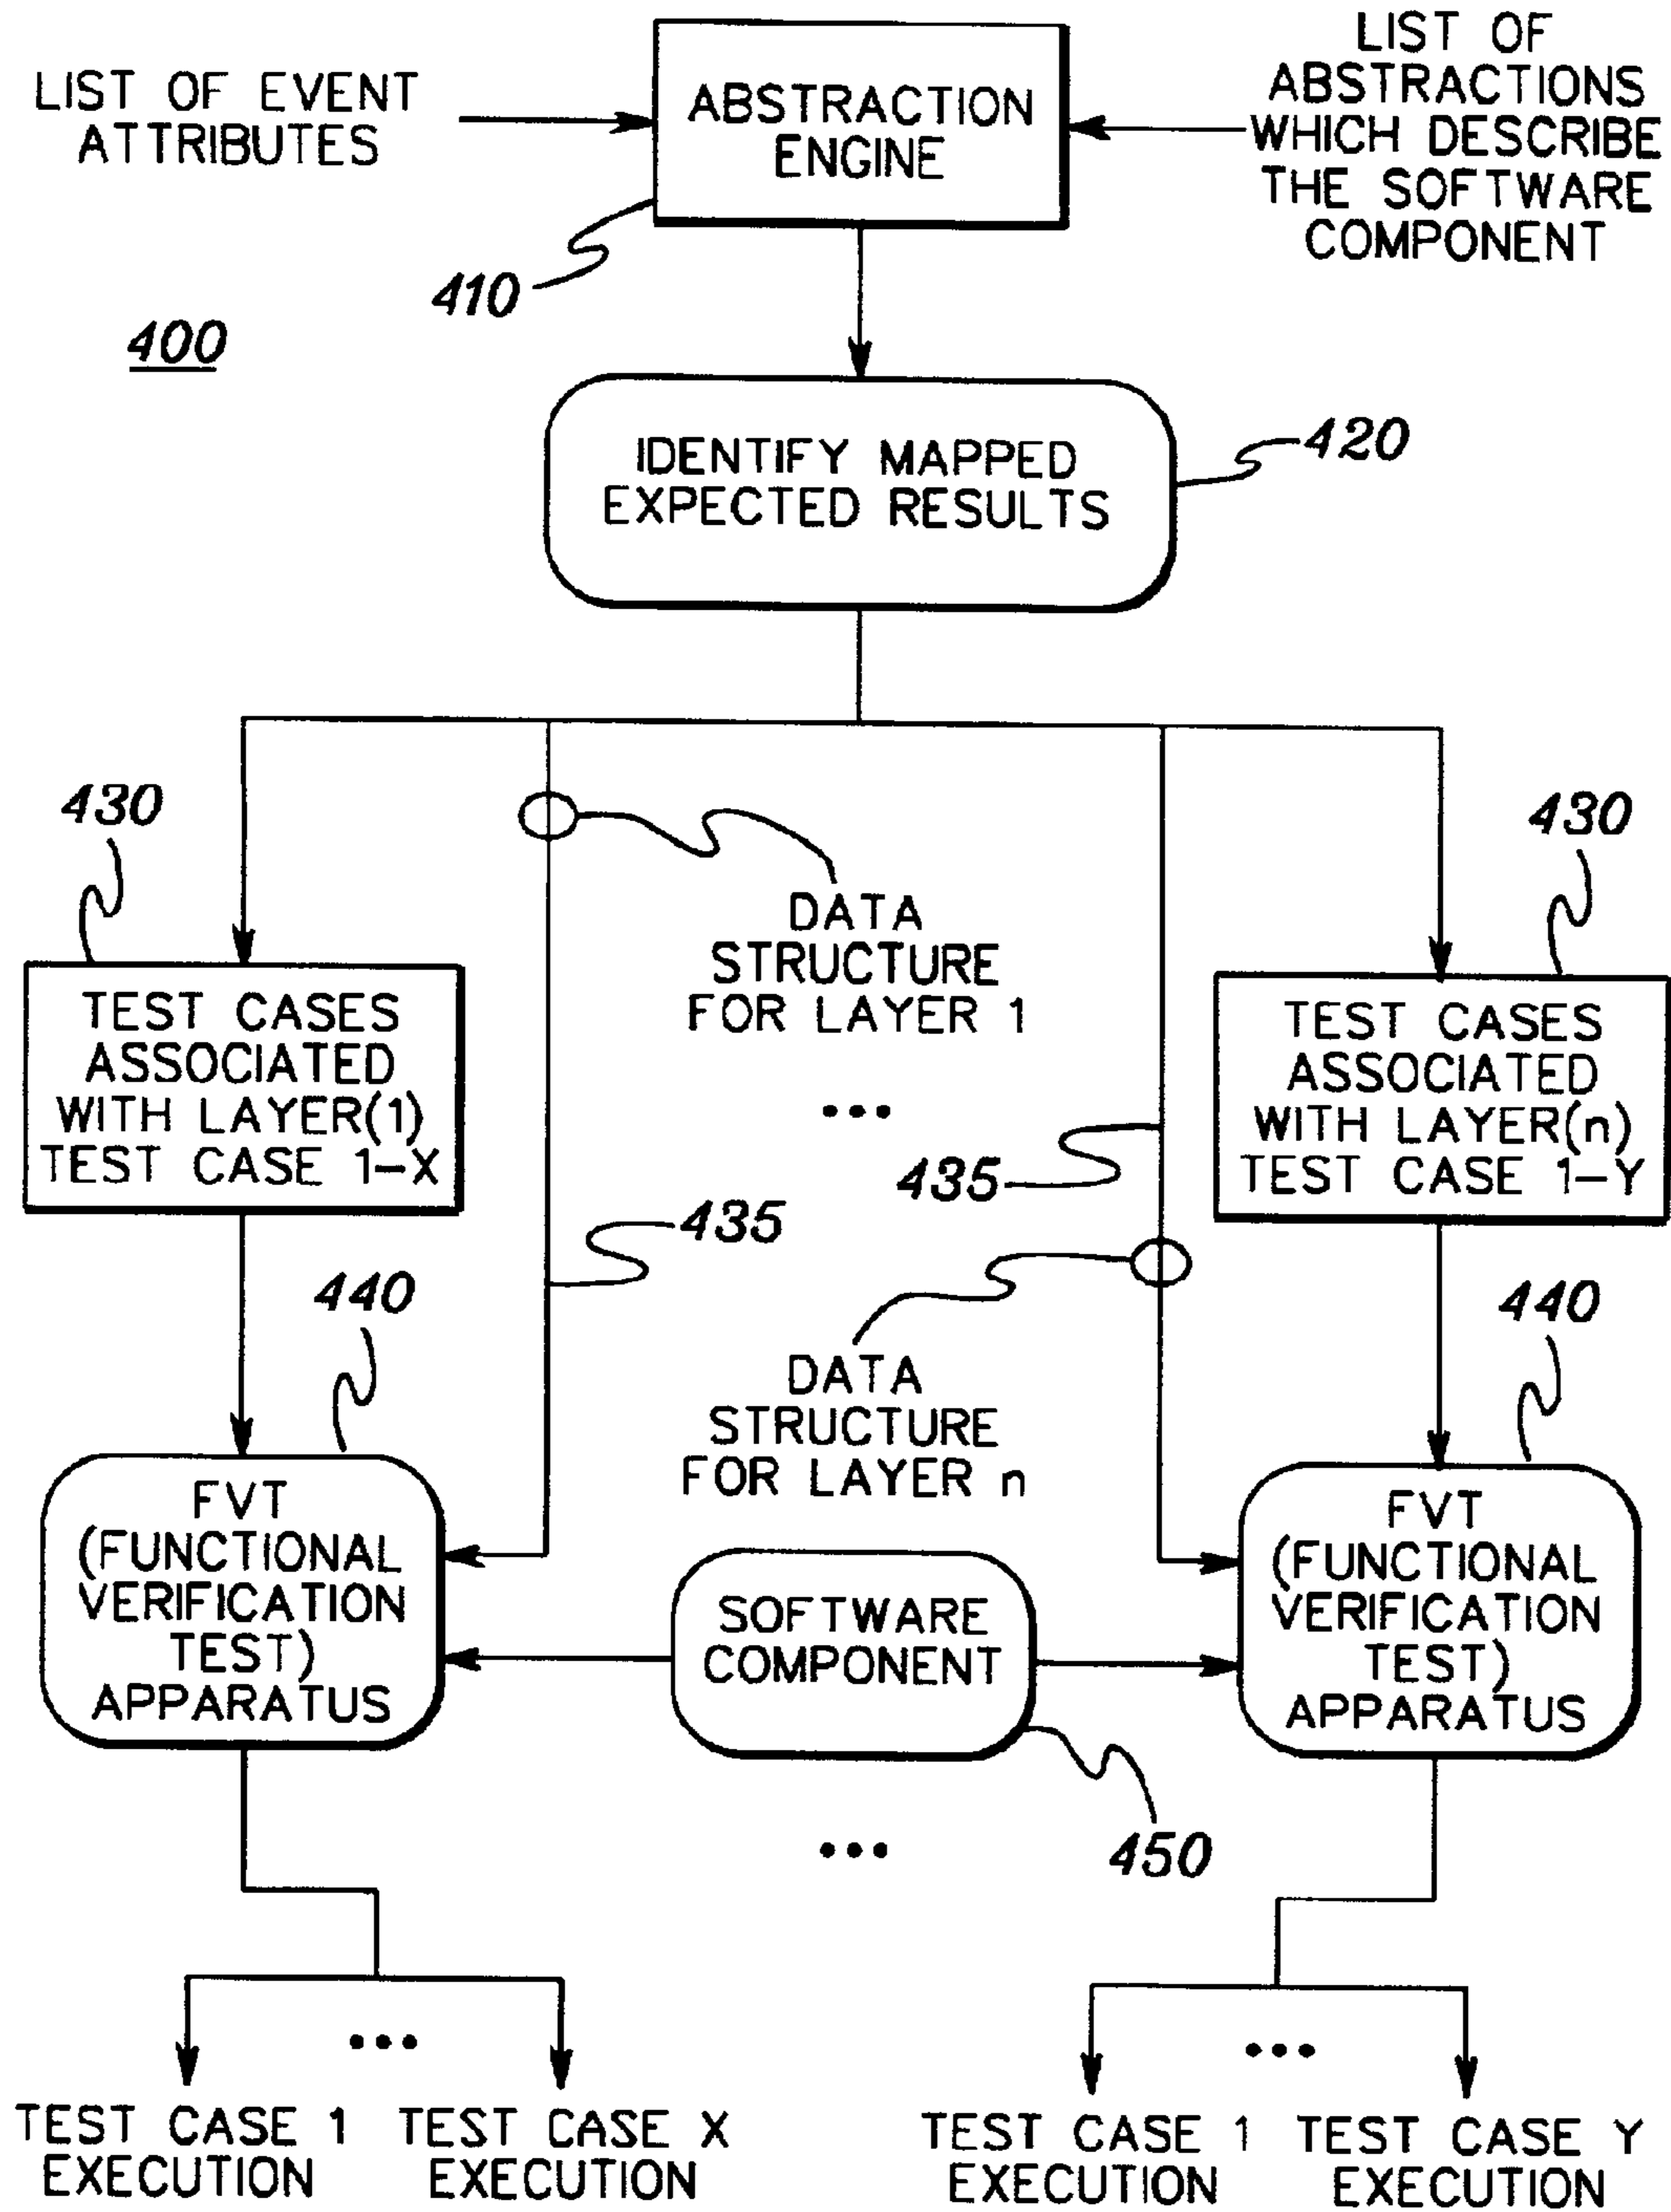 LIST OF EVENT
ATTRIBUTES
ABSTRACTION
ENGINE
LIST OF
ABSTRACTIONS
WHICH DESCRIBE
THE SOFTWARE
COMPONENT
410
400
IDENTIFY MAPPED
EXPECTED RESULTS
420
430
DATA
STRUCTURE
FOR LAYER 1
430
TEST CASES
ASSOCIATED
WITH LAYER(1)
TEST CASE 1-X
...
TEST CASES
ASSOCIATED
WITH LAYER(n)
TEST CASE 1-Y
435
435
440
DATA
STRUCTURE
FOR LAYER n
440
FVT
(FUNCTIONAL
VERIFICATION
TEST)
APPARATUS
SOFTWARE
COMPONENT
FVT
(FUNCTIONAL
VERIFICATION
TEST)
APPARATUS
...
450
...
...
TEST CASE 1
EXECUTION
TEST CASE X
EXECUTION
TEST CASE 1
EXECUTION
TEST CASE Y
EXECUTION